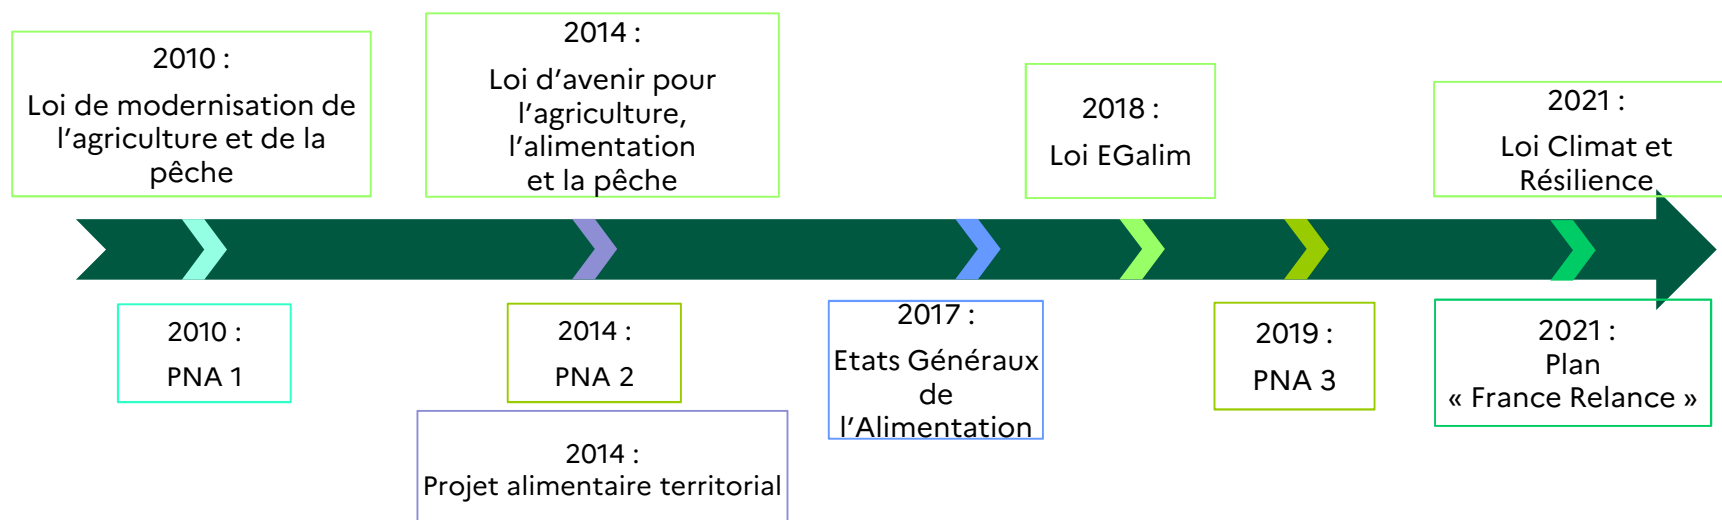 2010 :
Loi de modernisation de
l’agriculture et de la
pêche
2014 :
Loi d’avenir pour
l’agriculture,
l’alimentation
et la pêche
2018 :
Loi EGalim
2021 :
Loi Climat et
Résilience
2010 :
PNA 1
2014 :
PNA 2
2014 :
Projet alimentaire territorial
2017 :
Etats Généraux
de
l’Alimentation
2019 :
PNA 3
2021 :
Plan
« France Relance »